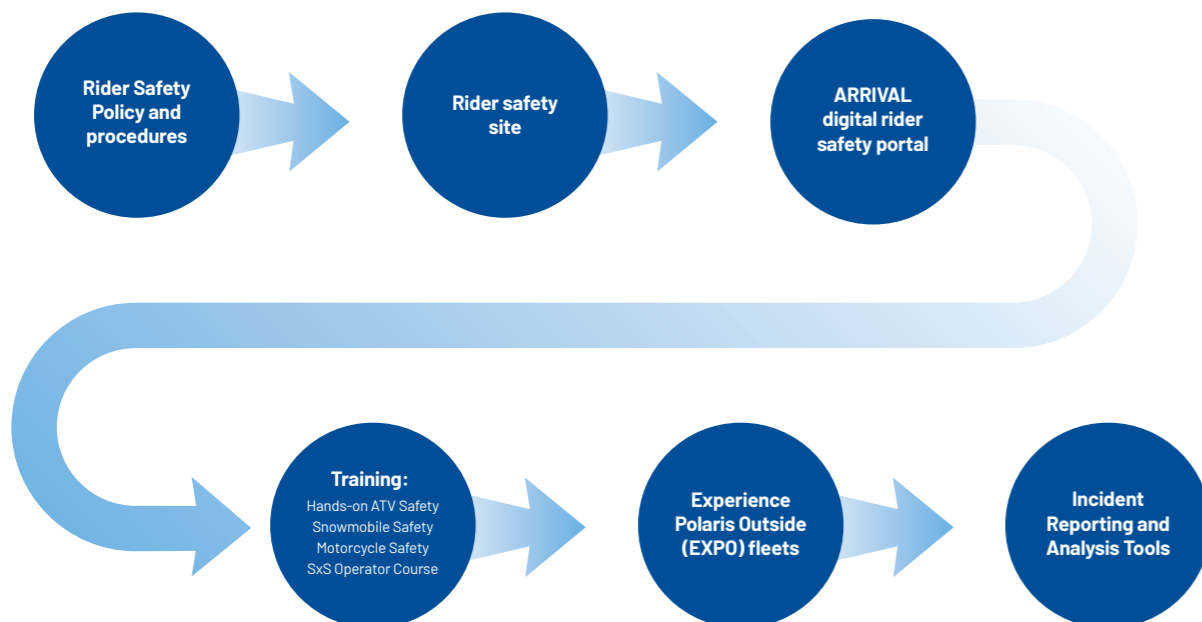 Rider Safety
Policy and
procedures
Rider safety
site
ARRIVAL
digital rider
safety portal
Training:
Hands-on ATV Safety
Snowmobile Safety
Motorcycle Safety
SxS Operator Course
Experience
Polaris Outside
(EXPO) fleets
Incident
Reporting and
Analysis Tools